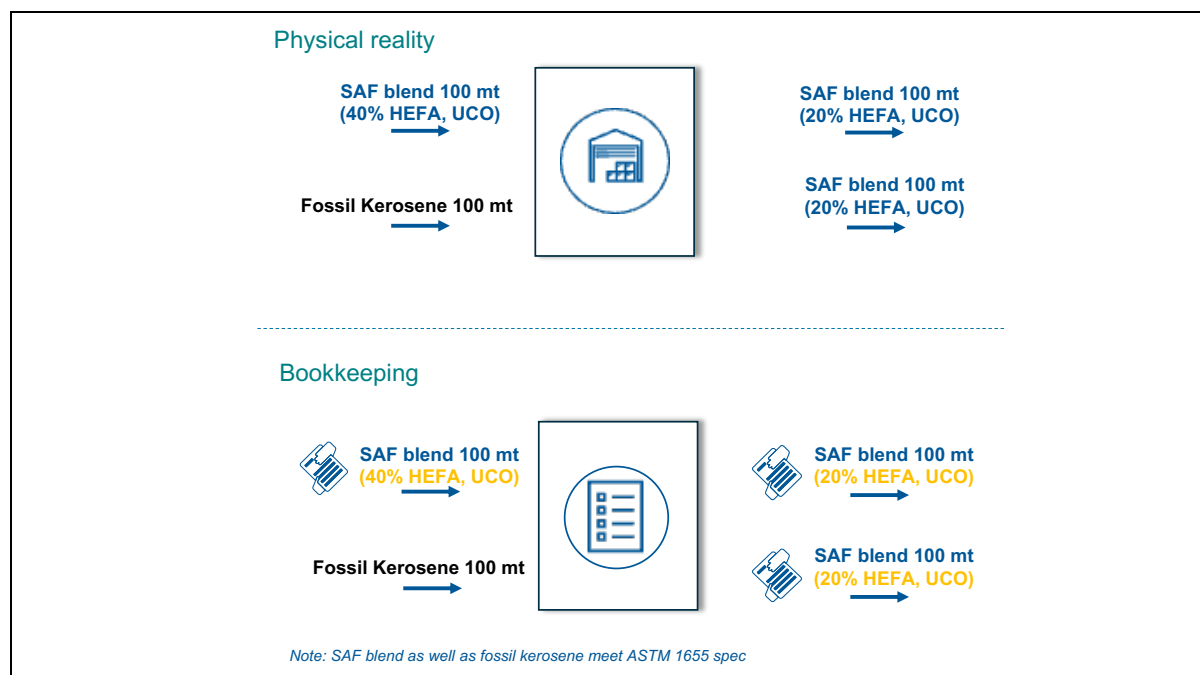 Physical reality
SAF blend 100 mt
(40% HEFA, UCO)
Fossil Kerosene 100 mt
SAF blend 100 mt
(20% HEFA, UCO)
SAF blend 100 mt
(20% HEFA, UCO)
Bookkeeping
SAF blend 100 mt
(40% HEFA, UCO)
Fossil Kerosene 100 mt
SAF blend 100 mt
(20% HEFA, UCO)
SAF blend 100 mt
(20% HEFA, UCO)
Note: SAF blend as well as fossil kerosene meet ASTM 1655 spec